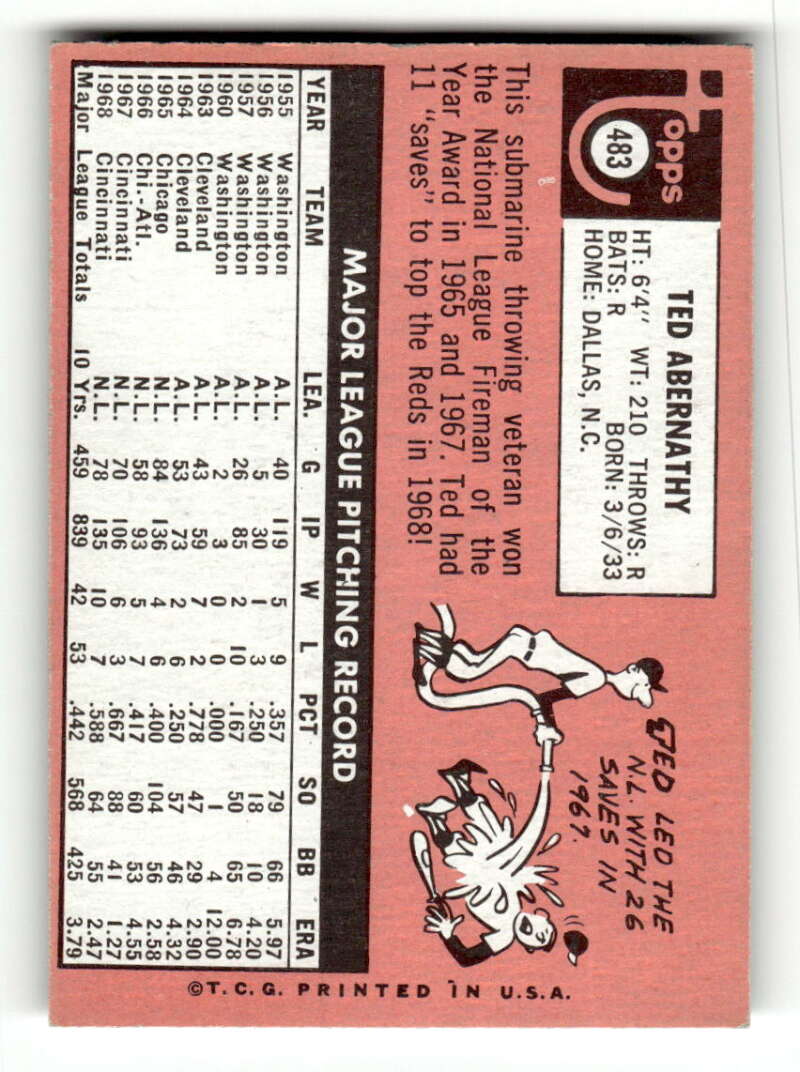 Topps
483
TED ABERNATHY
HT: 6'4" WT: 210 THROWS: R
BATS: R BORN: 3/6/33
HOME: DALLAS, N.C.
This submarine throwing veteran won
the National League Fireman of the
Year Award in 1965 and 1967. Ted had
11 "saves" to top the Reds in 1968!
TED LED THE
N.L. WITH 26
SAVES IN
1967.
MAJOR LEAGUE PITCHING RECORD
YEAR TEAM LEA. G IP W L PCT SO BB ERA
1955 Washington A.L. 40 119 5 9 .357 79 66 5.97
1956 Washington A.L. 5 30 1 3 .250 18 10 4.20
1957 Washington A.L. 26 85 2 10 .167 50 65 6.78
1960 Washington A.L. 2 3 0 0 .000 1 4 12.00
1963 Cleveland A.L. 43 59 7 2 .778 47 29 2.90
1964 Cleveland A.L. 53 73 2 6 .250 57 46 4.32
1965 Chicago N.L. 84 136 4 6 .400 104 56 2.58
1966 Chi.-Atl. N.L. 58 93 5 7 .417 60 53 4.55
1967 Cincinnati N.L. 70 106 6 3 .667 88 41 1.27
1968 Cincinnati N.L. 78 135 10 7 .588 64 55 2.47
Major League Totals 10 Yrs. 459 839 42 53 .442 568 425 3.79
©T.C.G. PRINTED IN U.S.A.